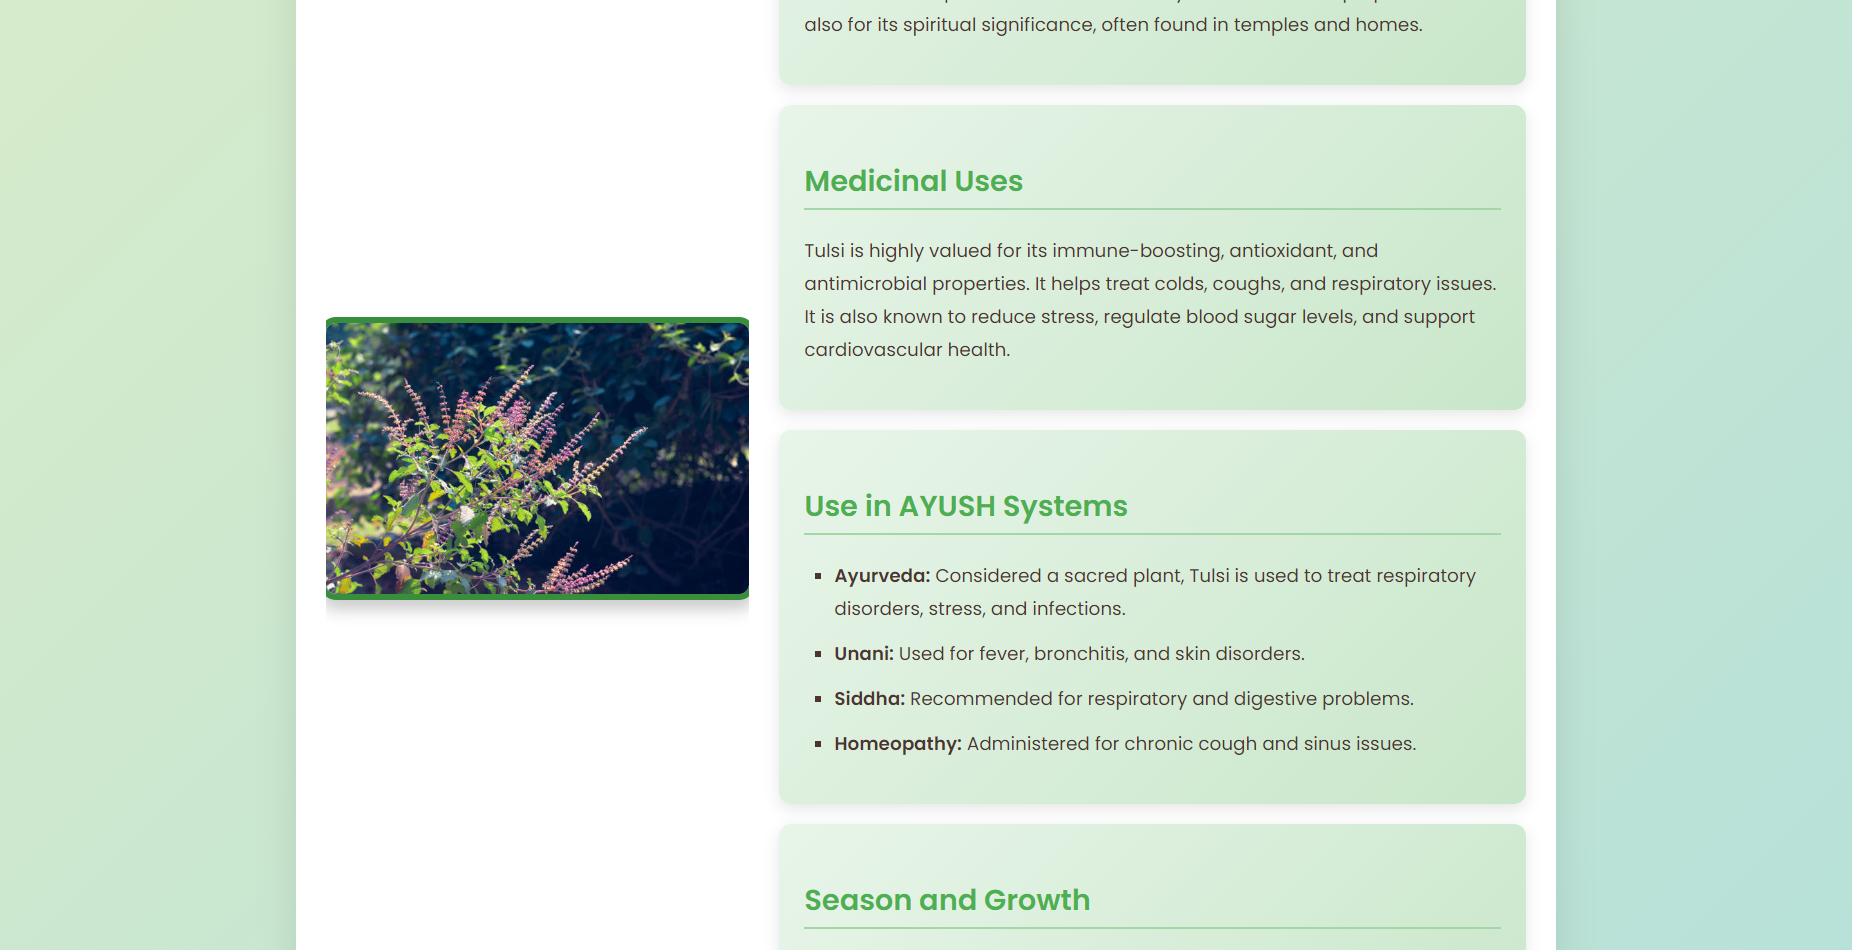 also for its spiritual significance, often found in temples and homes.
Medicinal Uses
Tulsi is highly valued for its immune-boosting, antioxidant, and
antimicrobial properties. It helps treat colds, coughs, and respiratory issues.
It is also known to reduce stress, regulate blood sugar levels, and support
cardiovascular health.
Use in AYUSH Systems
▪ Ayurveda: Considered a sacred plant, Tulsi is used to treat respiratory
disorders, stress, and infections.
▪ Unani: Used for fever, bronchitis, and skin disorders.
▪ Siddha: Recommended for respiratory and digestive problems.
▪ Homeopathy: Administered for chronic cough and sinus issues.
Season and Growth